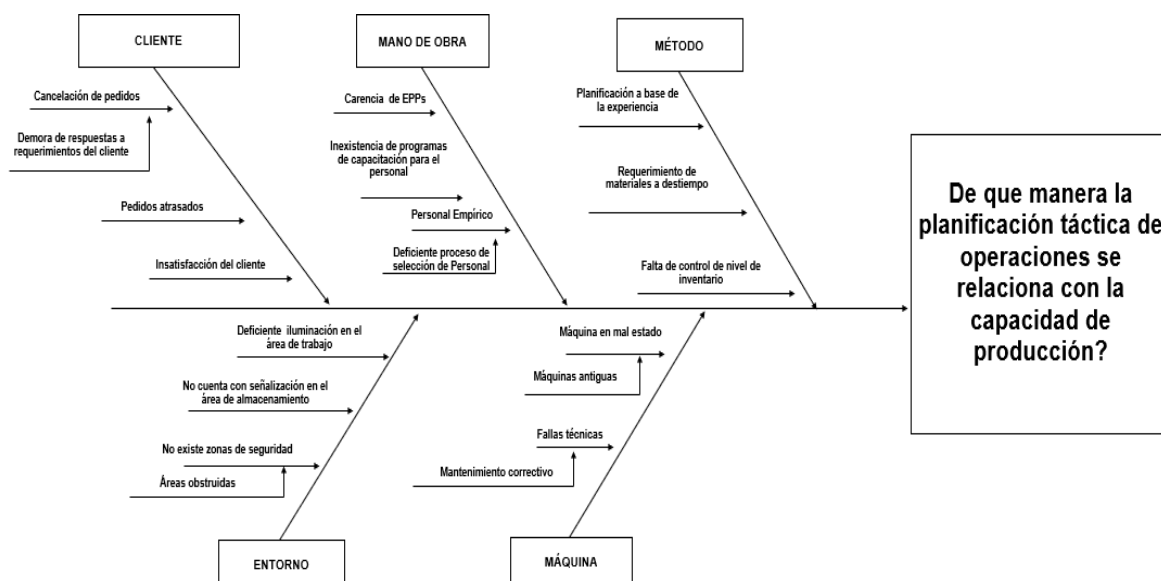 CLIENTE
MANO DE OBRA
MÉTODO
Cancelación de pedidos
Demora de respuestas a
requerimientos del cliente
Pedidos atrasados
Insatisfacción del cliente
Carencia de EPPs
Inexistencia de programas
de capacitación para el
personal
Personal Empírico
Deficiente proceso de
selección de Personal
Planificación a base de
la experiencia
Requerimiento de
materiales a destiempo
Falta de control de nivel de
inventario
De que manera la
planificación táctica de
operaciones se
relaciona con la
capacidad de
producción?
Deficiente iluminación en el
área de trabajo
No cuenta con señalización en el
área de almacenamiento
No existe zonas de seguridad
Áreas obstruidas
Máquina en mal estado
Máquinas antiguas
Fallas técnicas
Mantenimiento correctivo
ENTORNO
MÁQUINA